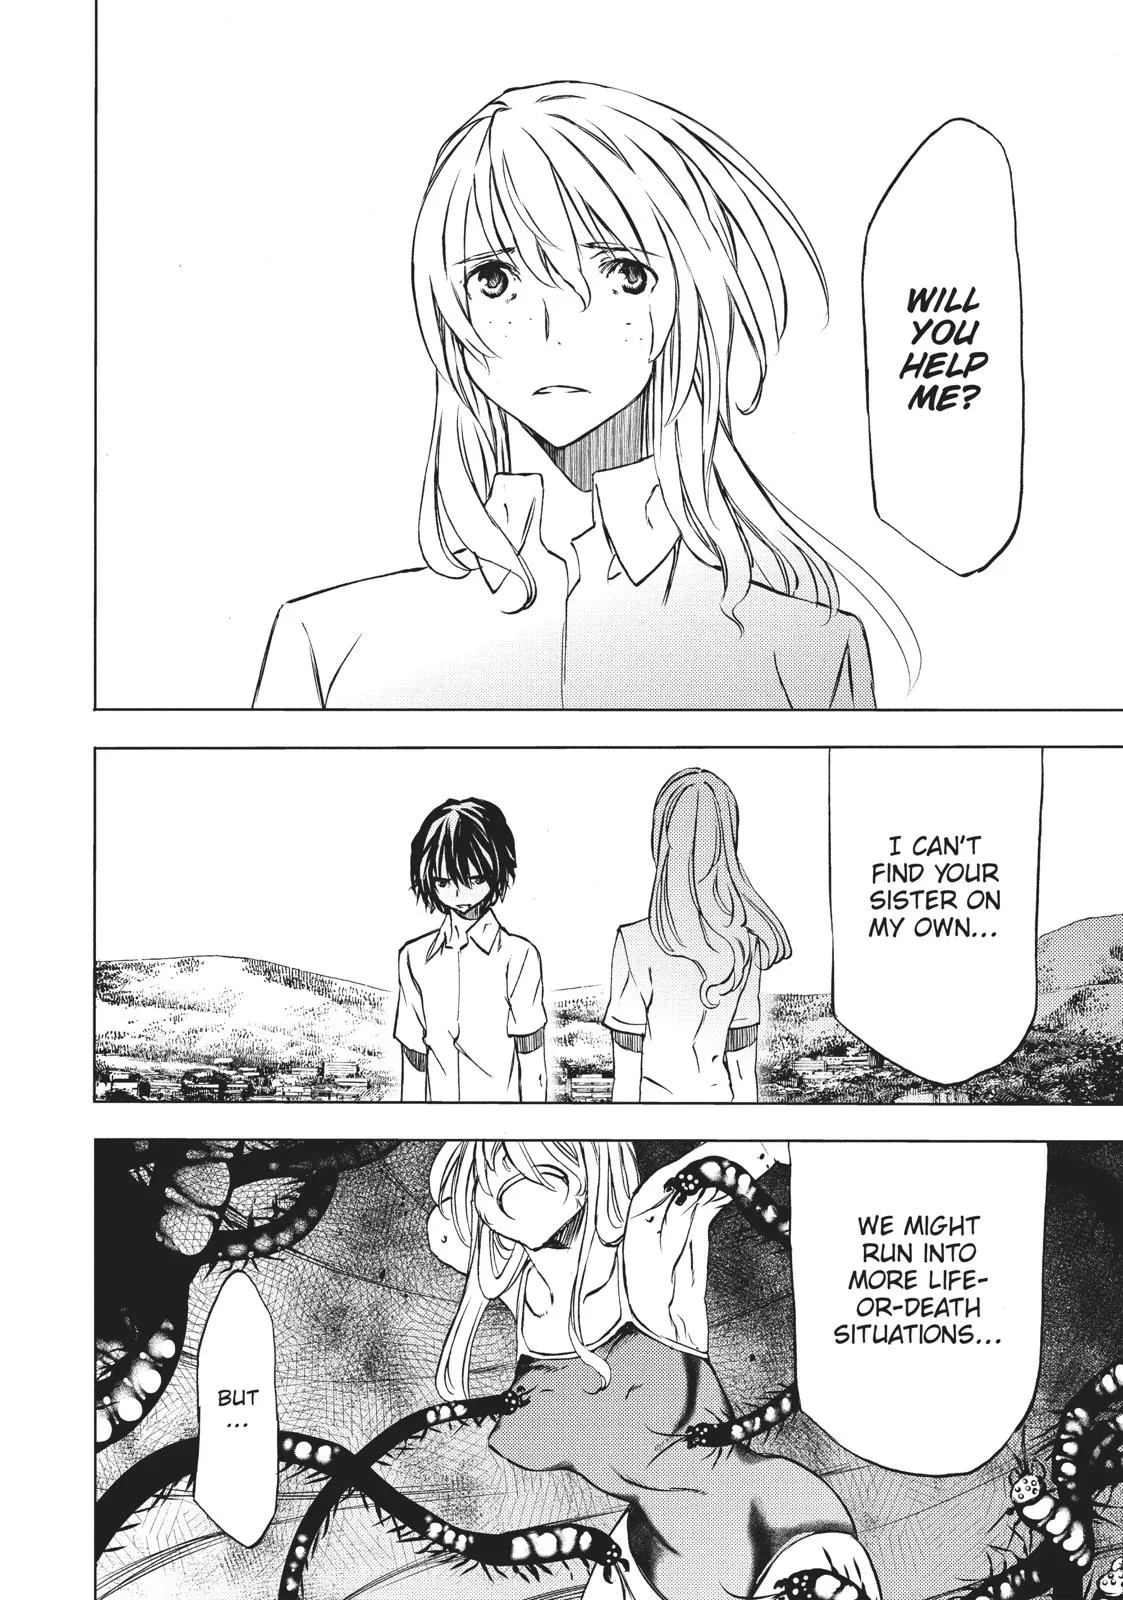 WILL
YOU
HELP
ME?
I CAN'T
FIND YOUR
SISTER ON
MY OWN...
WE MIGHT
RUN INTO
MORE LIFE-
OR-DEATH
SITUATIONS...
BUT
...